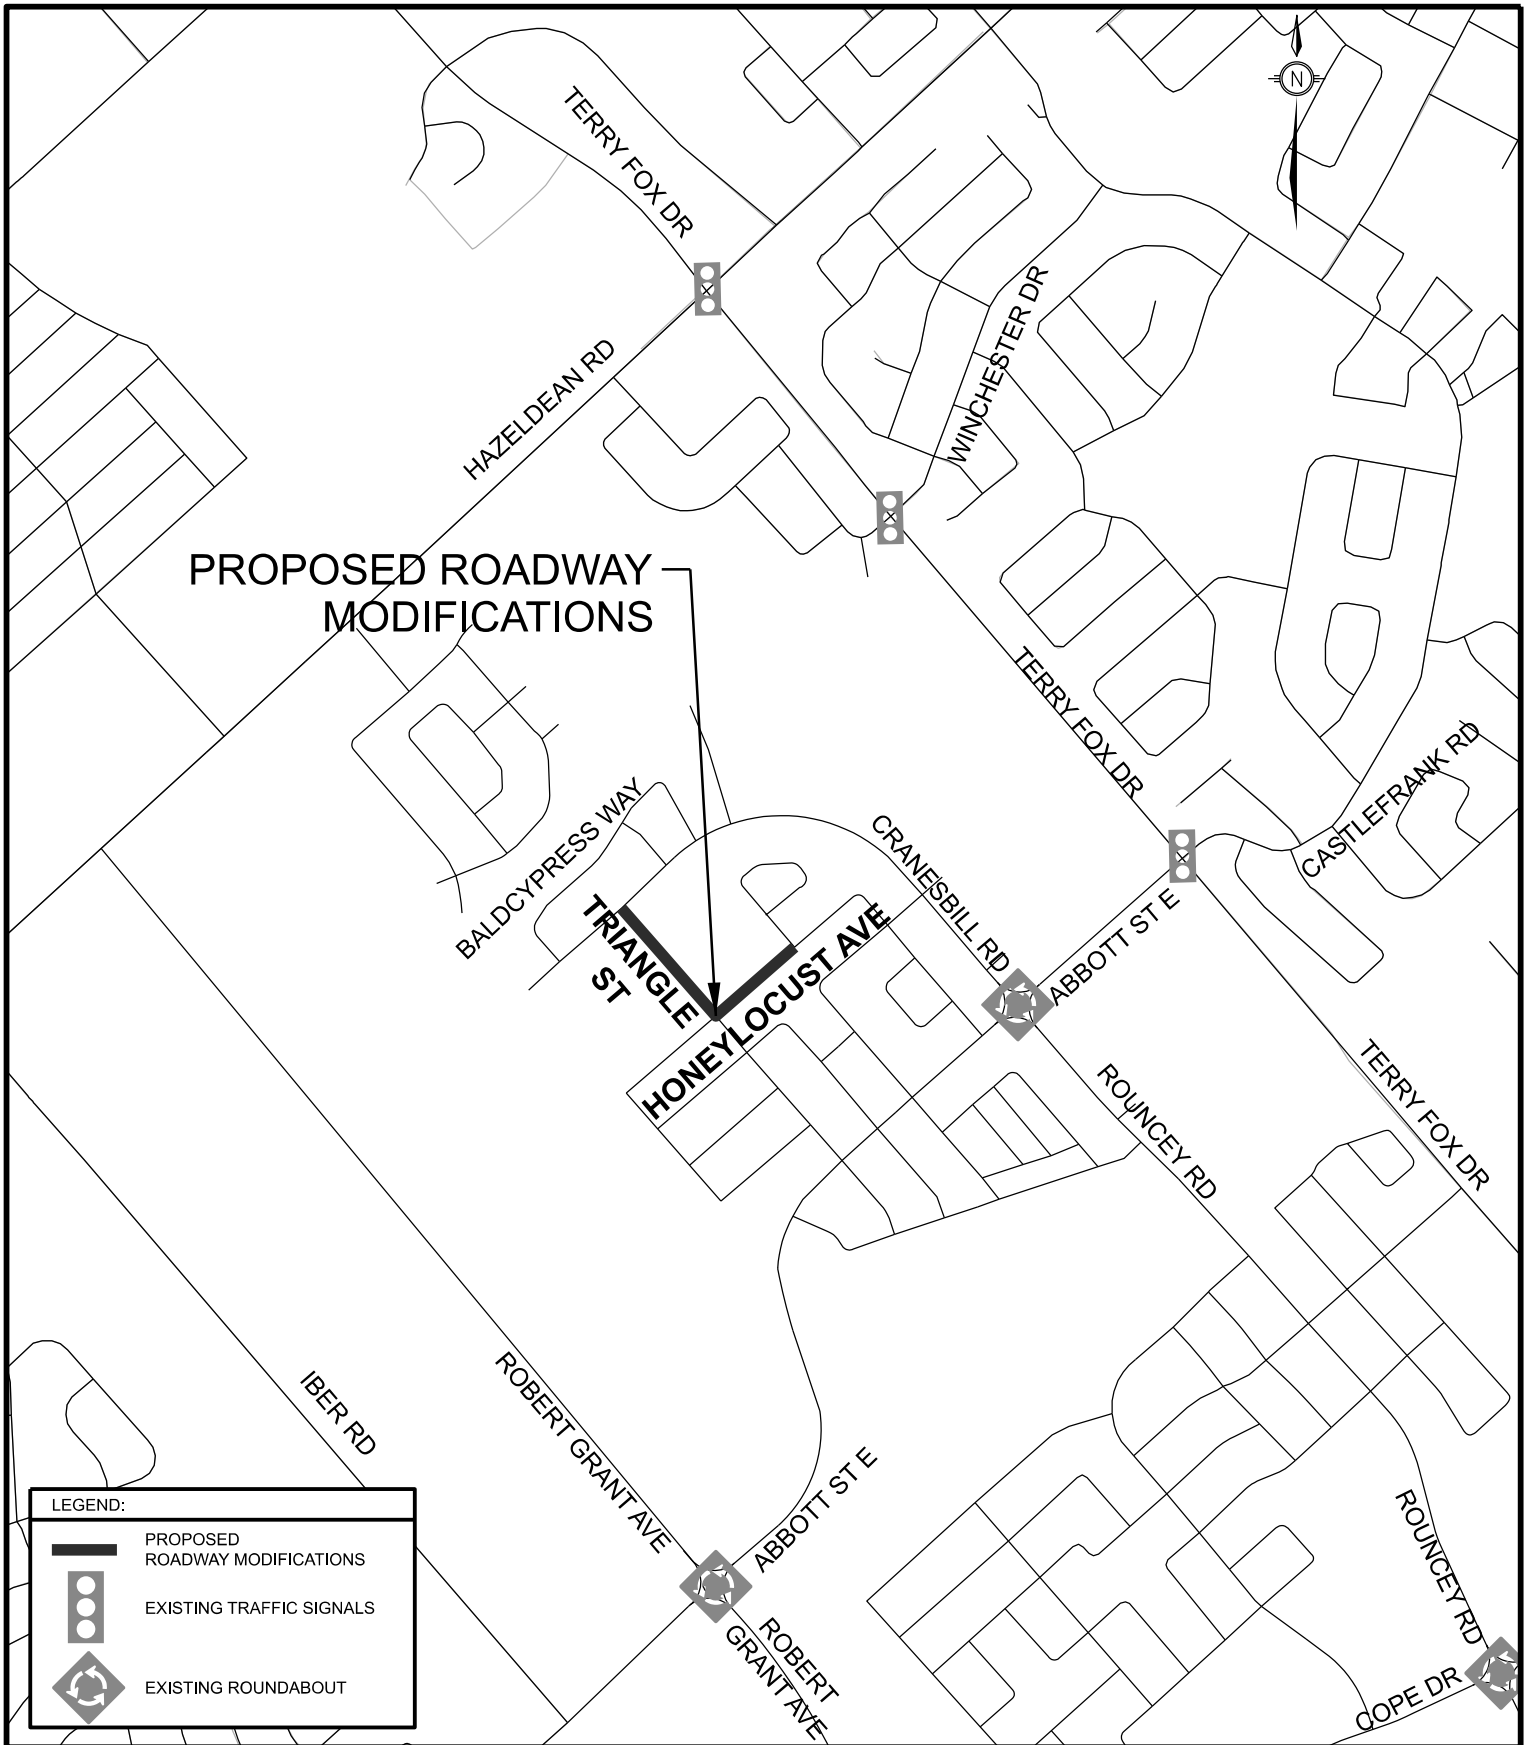 N
TERRY FOX DR
HAZELDEAN RD
WINCHESTER DR
PROPOSED ROADWAY
MODIFICATIONS
TERRY FOX DR
CASTLEFRANK RD
BALDCYPRESS WAY
CRANESBILL RD
TRIANGLE
ST
HONEYLOCUST AVE
ABBOTT ST E
ROUNCEY RD
TERRY FOX DR
IBER RD
ROBERT GRANT AVE
ABBOTT ST E
ROBERT
GRANT AVE
ROUNCEY RD
COPE DR
LEGEND:
PROPOSED
ROADWAY MODIFICATIONS
EXISTING TRAFFIC SIGNALS
EXISTING ROUNDABOUT